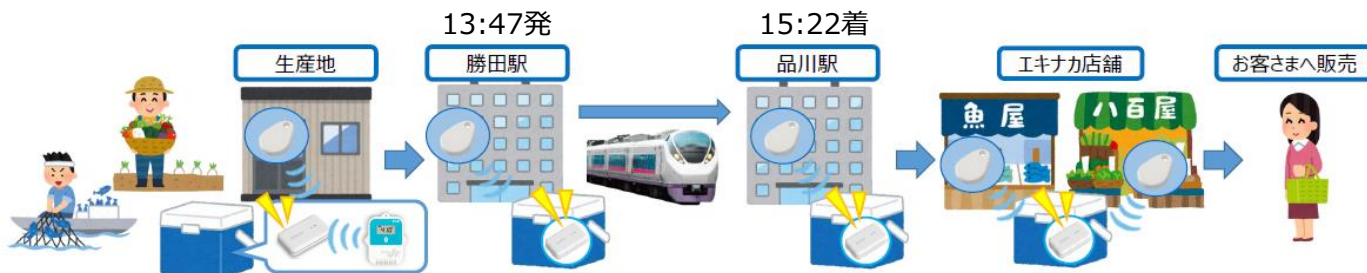 13:47発
15:22着
生産地
勝田駅
品川駅
エキナカ店舗
お客さまへ販売
魚屋
八百屋